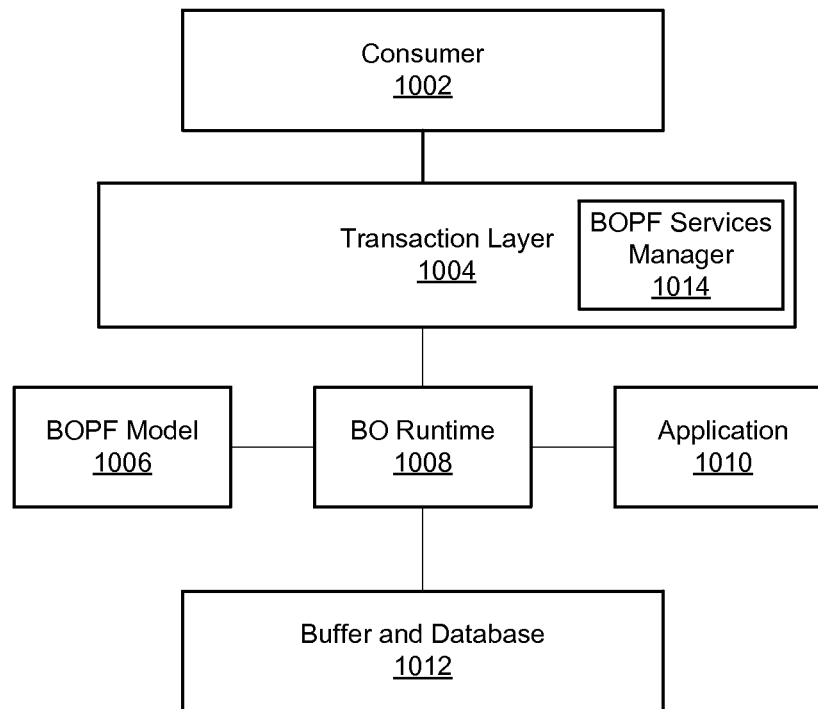 Consumer
1002
Transaction Layer
1004
BOPF Services
Manager
1014
BOPF Model
1006
BO Runtime
1008
Application
1010
Buffer and Database
1012